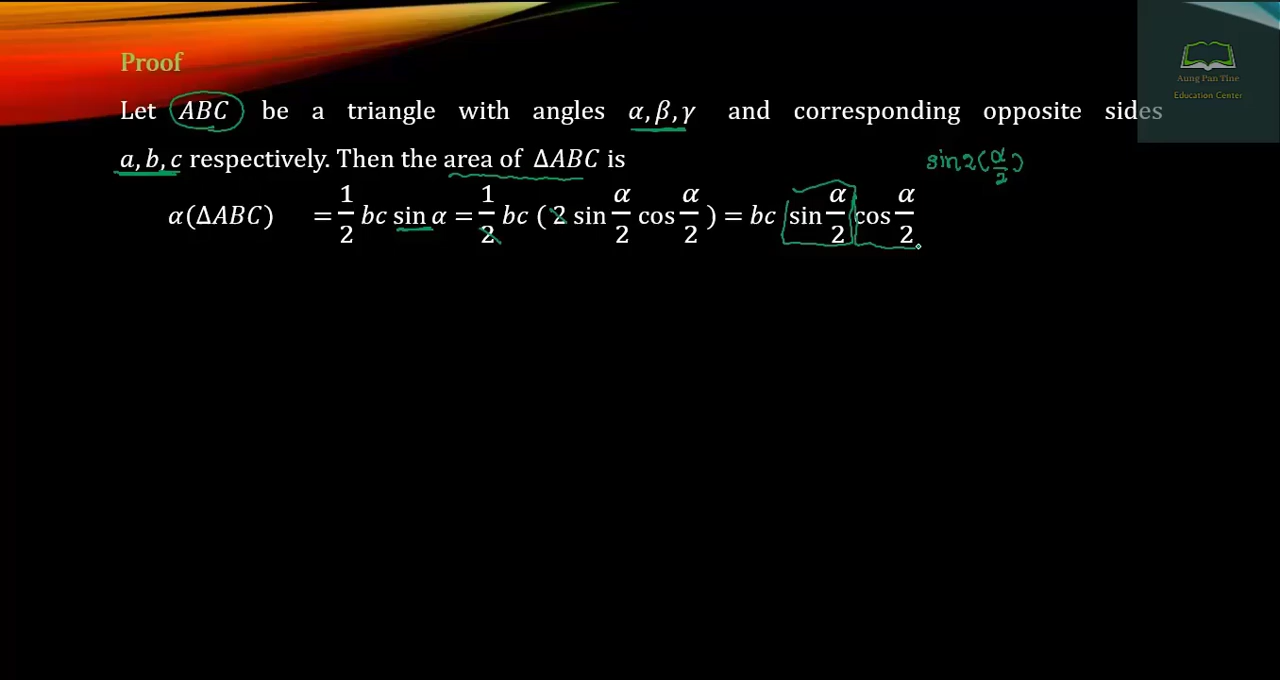 Proof
Let ABC be a triangle with angles α, β, γ and corresponding opposite sides
a, b, c respectively. Then the area of ΔABC is
sin2(α/2)
α(ΔABC) = 1/2 bc sin α = 1/2 bc ( 2 sin α/2 cos α/2 ) = bc sin α/2 cos α/2
Aung Pan Tine
Education Center